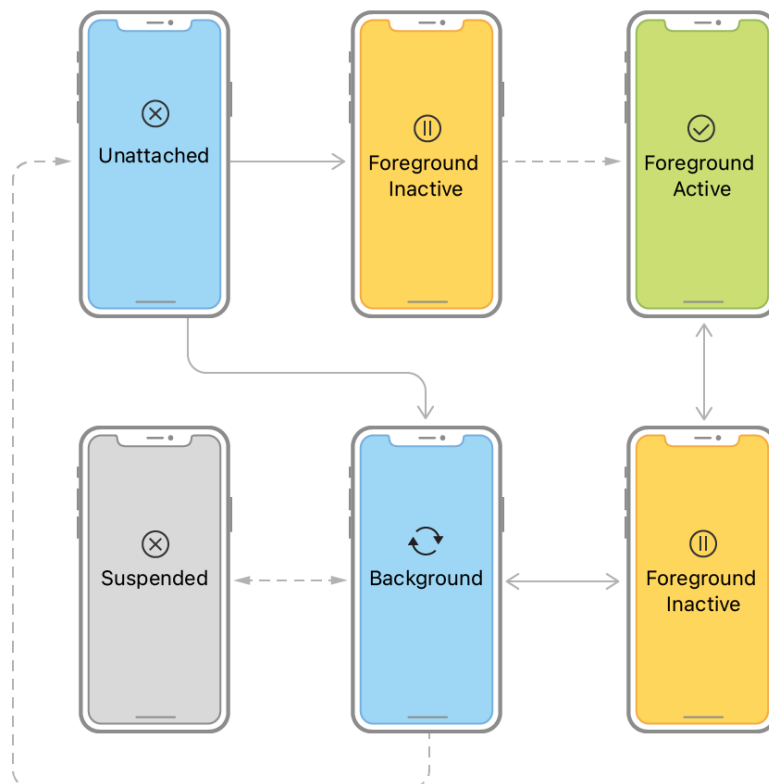 Unattached
Foreground
Inactive
Foreground
Active
Suspended
Background
Foreground
Inactive